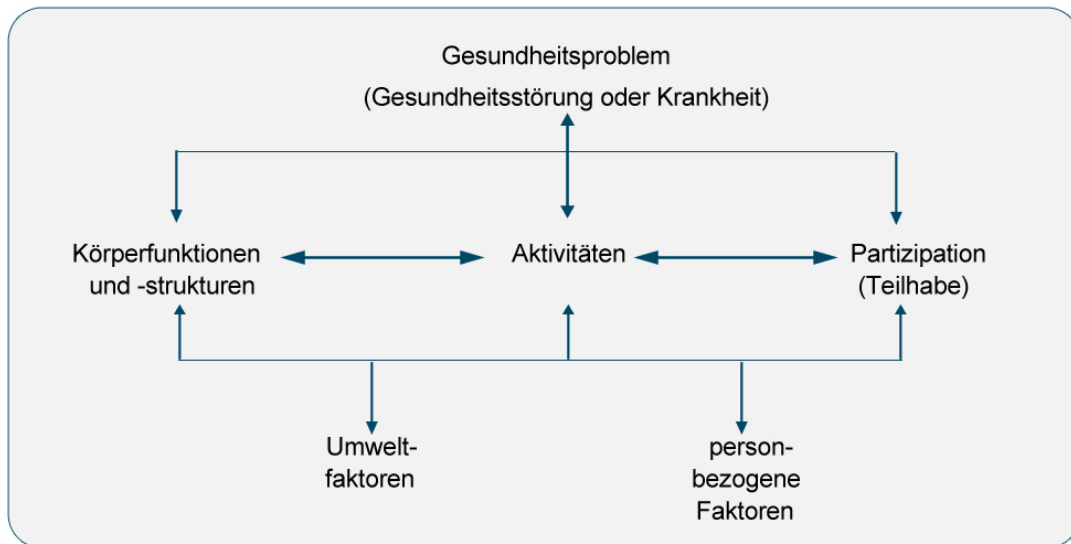 Gesundheitsproblem
(Gesundheitsstörung oder Krankheit)
Körperfunktionen
und -strukturen
Aktivitäten
Partizipation
(Teilhabe)
Umwelt-
faktoren
person-
bezogene
Faktoren